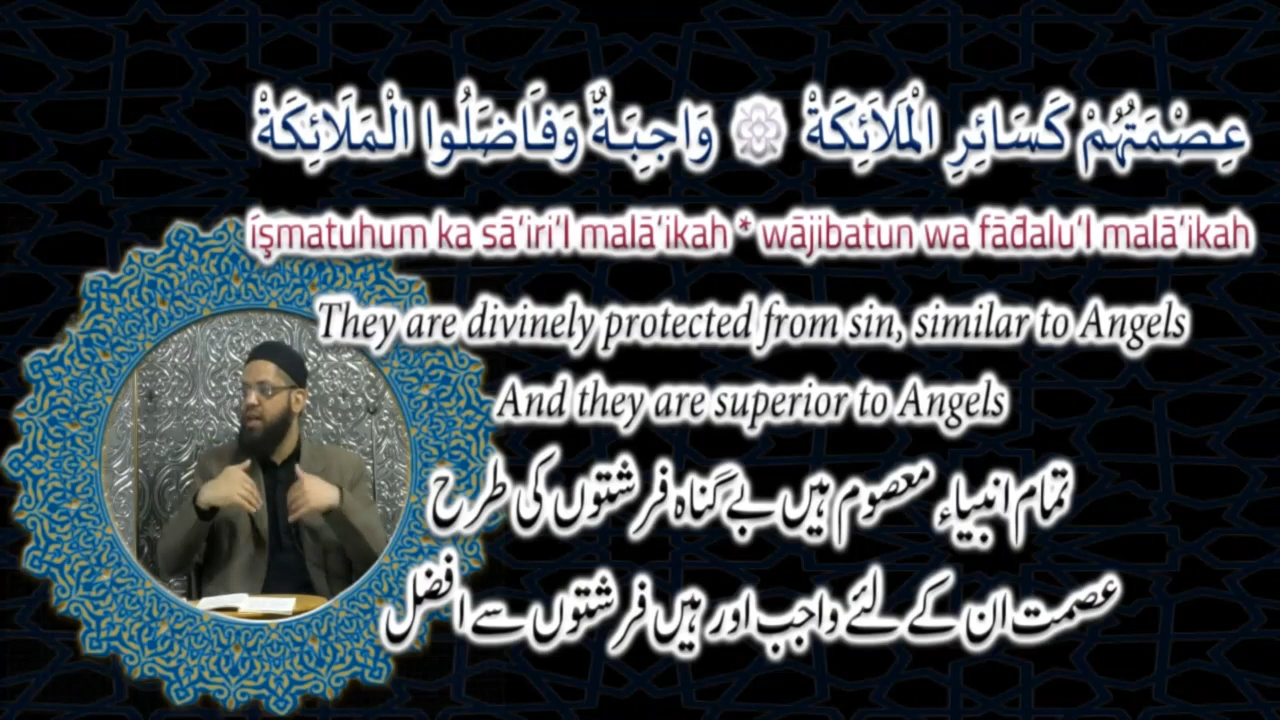 عِصْمَتُهُمْ كَسَائِرِ الْمَلَائِكَةْ ۞ وَاجِبَةٌ وَفَاضَلُوا الْمَلَائِكَةْ
íşmatuhum ka sā’iri’l malā’ikah * wājibatun wa fāđalu‘l malā’ikah
They are divinely protected from sin, similar to Angels
And they are superior to Angels
تمام انبیاء معصوم ہیں بے گناہ فرشتوں کی طرح
عصمت ان کے لئے واجب اور ہیں فرشتوں سے افضل